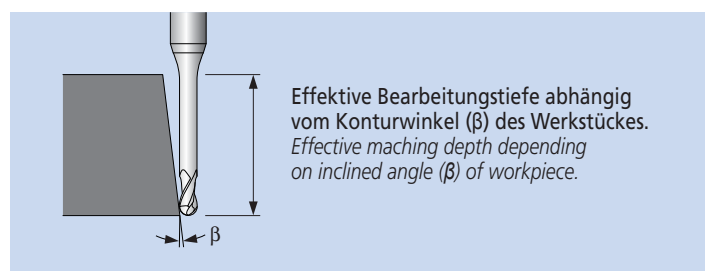 Effektive Bearbeitungstiefe abhängig
vom Konturwinkel (β) des Werkstückes.
Effective maching depth depending
on inclined angle (β) of workpiece.
β